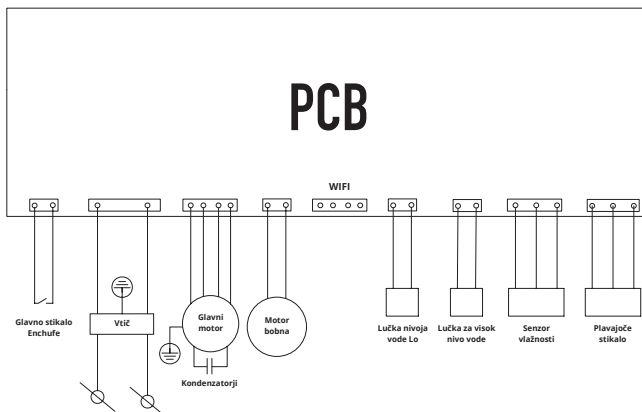 PCB
WIFI
Glavno stikalo
Enchufe
Vtič
Glavni
motor
Kondenzatorji
Motor
bobna
Lučka nivoja
vode Lo
Lučka za visok
nivo vode
Senzor
vlažnosti
Plavajoče
stikalo